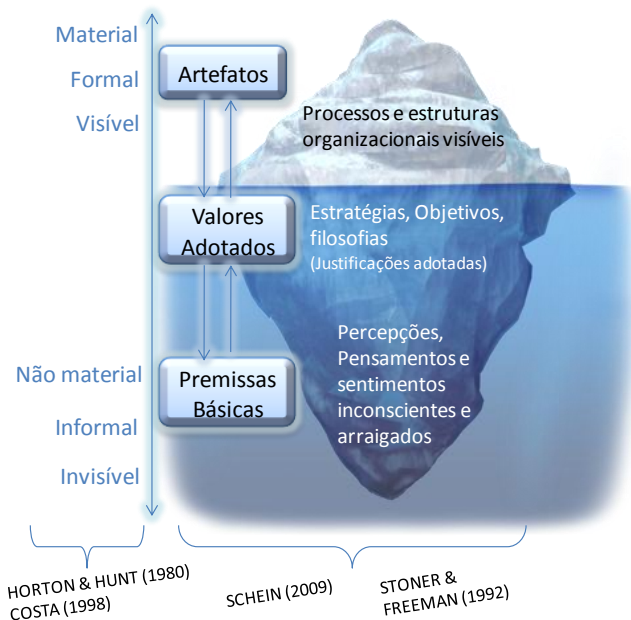 Material
Formal
Visível
Artefatos
Processos e estruturas
organizacionais visíveis
Valores
Adotados
Estratégias, Objetivos,
filosofias
(Justificações adotadas)
Não material
Informal
Invisível
Premissas
Básicas
Percepções,
Pensamentos e
sentimentos
inconscientes e
arraigados
HORTON & HUNT (1980)
COSTA (1998)
SCHEIN (2009)
STONER &
FREEMAN (1992)